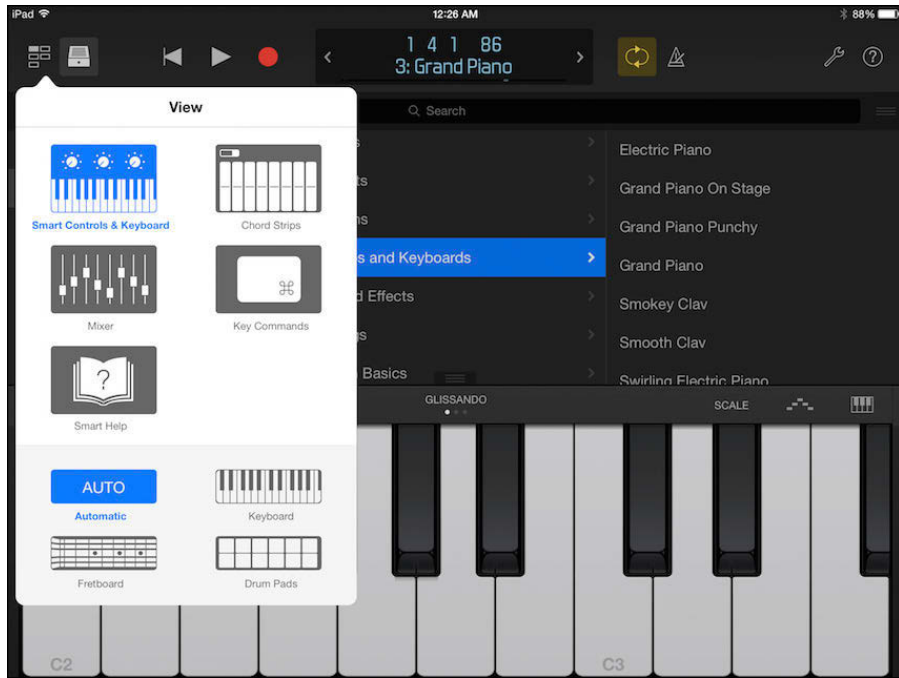 iPad
12:26 AM
88%
1 4 1 86
3: Grand Piano
View
Search
Smart Controls & Keyboard
Chord Strips
Mixer
Key Commands
Smart Help
AUTO
Automatic
Keyboard
Fretboard
Drum Pads
s and Keyboards
d Effects
Basics
Electric Piano
Grand Piano On Stage
Grand Piano Punchy
Grand Piano
Smokey Clav
Smooth Clav
Swirling Electric Piano
GLISSANDO
SCALE
C2
C3